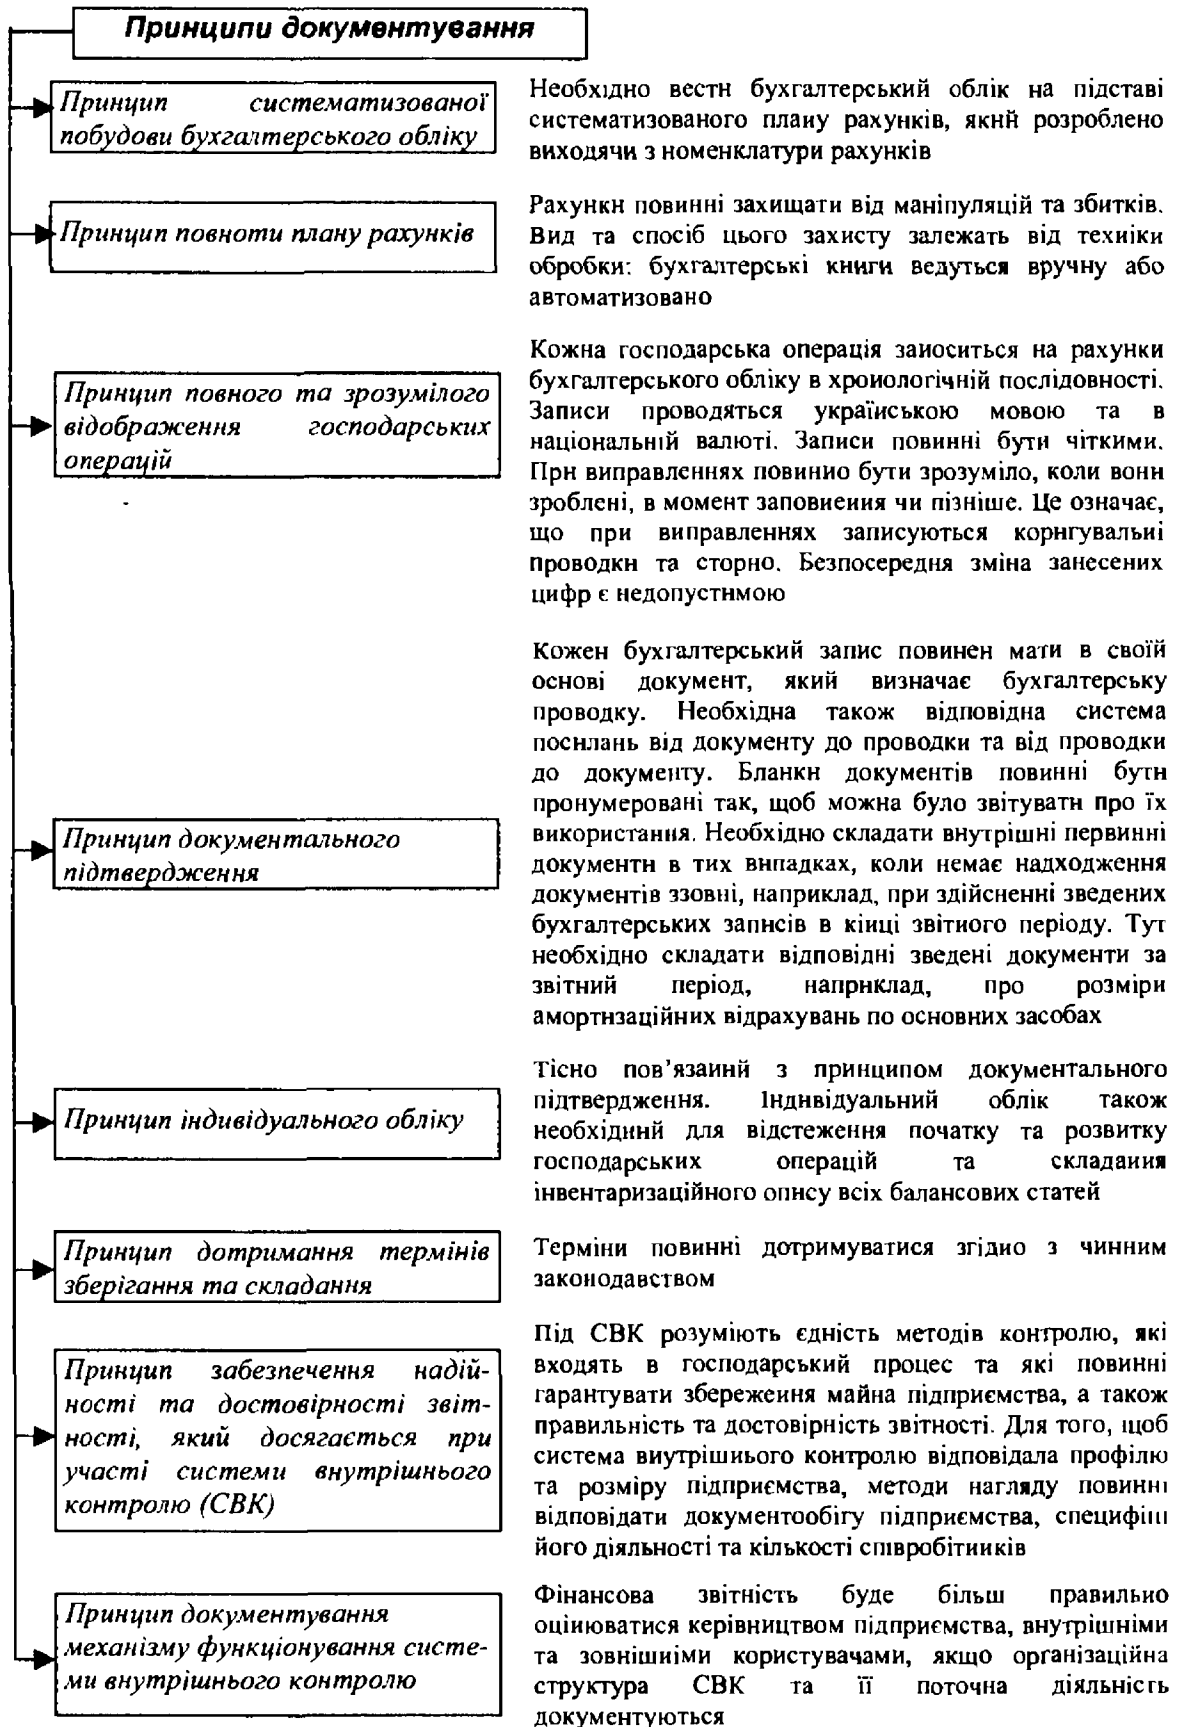 Принципи документування
Принцип систематизованої
побудови бухгалтерського обліку
Необхідно вести бухгалтерський облік на підставі
систематизованого плану рахунків, який розроблено
виходячи з номенклатури рахунків
Принцип повноти плану рахунків
Рахунки повинні захищати від маніпуляцій та збитків.
Вид та спосіб цього захисту залежать від техніки
обробки: бухгалтерські книги ведуться вручну або
автоматизовано
Принцип повного та зрозумілого
відображення господарських
операцій
Кожна господарська операція заноситься на рахунки
бухгалтерського обліку в хронологічній послідовності.
Записи проводяться українською мовою та в
національній валюті. Записи повинні бути чіткими.
При виправленнях повинно бути зрозуміло, коли вони
зроблені, в момент заповнення чи пізніше. Це означає,
що при виправленнях записуються коригувальні
проводки та сторно. Безпосередня зміна занесених
цифр є недопустимою
Принцип документального
підтвердження
Кожен бухгалтерський запис повинен мати в своїй
основі документ, який визначає бухгалтерську
проводку. Необхідна також відповідна система
посилань від документу до проводки та від проводки
до документу. Бланки документів повинні бути
пронумеровані так, щоб можна було звітувати про їх
використання. Необхідно складати внутрішні первинні
документи в тих випадках, коли немає надходження
документів ззовні, наприклад, при здійсненні зведених
бухгалтерських записів в кінці звітного періоду. Тут
необхідно складати відповідні зведені документи за
звітний період, наприклад, про розміри
амортизаційних відрахувань по основних засобах
Принцип індивідуального обліку
Тісно пов’язаний з принципом документального
підтвердження. Індивідуальний облік також
необхідний для відстеження початку та розвитку
господарських операцій та складання
інвентаризаційного опису всіх балансових статей
Принцип дотримання термінів
зберігання та складання
Терміни повинні дотримуватися згідно з чинним
законодавством
Принцип забезпечення надій-
ності та достовірності звіт-
ності, який досягається при
участі системи внутрішнього
контролю (СВК)
Під СВК розуміють єдність методів контролю, які
входять в господарський процес та які повинні
гарантувати збереження майна підприємства, а також
правильність та достовірність звітності. Для того, щоб
система внутрішнього контролю відповідала профілю
та розміру підприємства, методи нагляду повинні
відповідати документообігу підприємства, специфіці
його діяльності та кількості співробітників
Принцип документування
механізму функціонування систе-
ми внутрішнього контролю
Фінансова звітність буде більш правильно
оцінюватися керівництвом підприємства, внутрішніми
та зовнішніми користувачами, якщо організаційна
структура СВК та її поточна діяльність
документуються